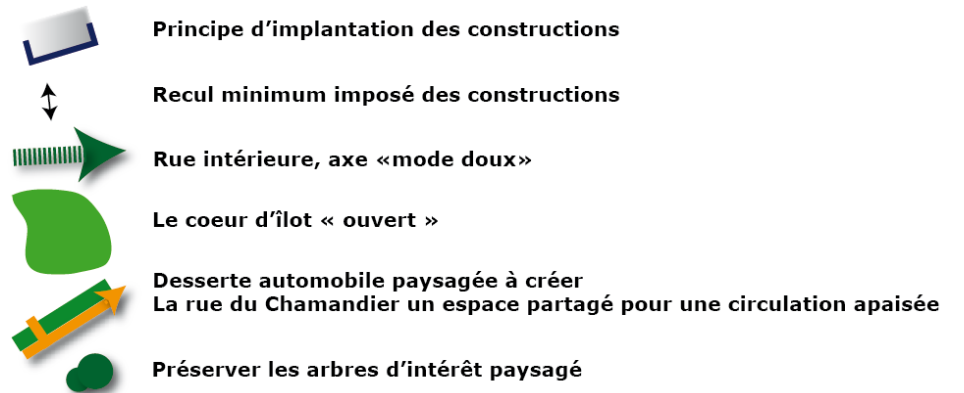 Principe d’implantation des constructions
Recul minimum imposé des constructions
Rue intérieure, axe «mode doux»
Le coeur d’îlot « ouvert »
Desserte automobile paysagée à créer
La rue du Chamandier un espace partagé pour une circulation apaisée
Préserver les arbres d’intérêt paysagé